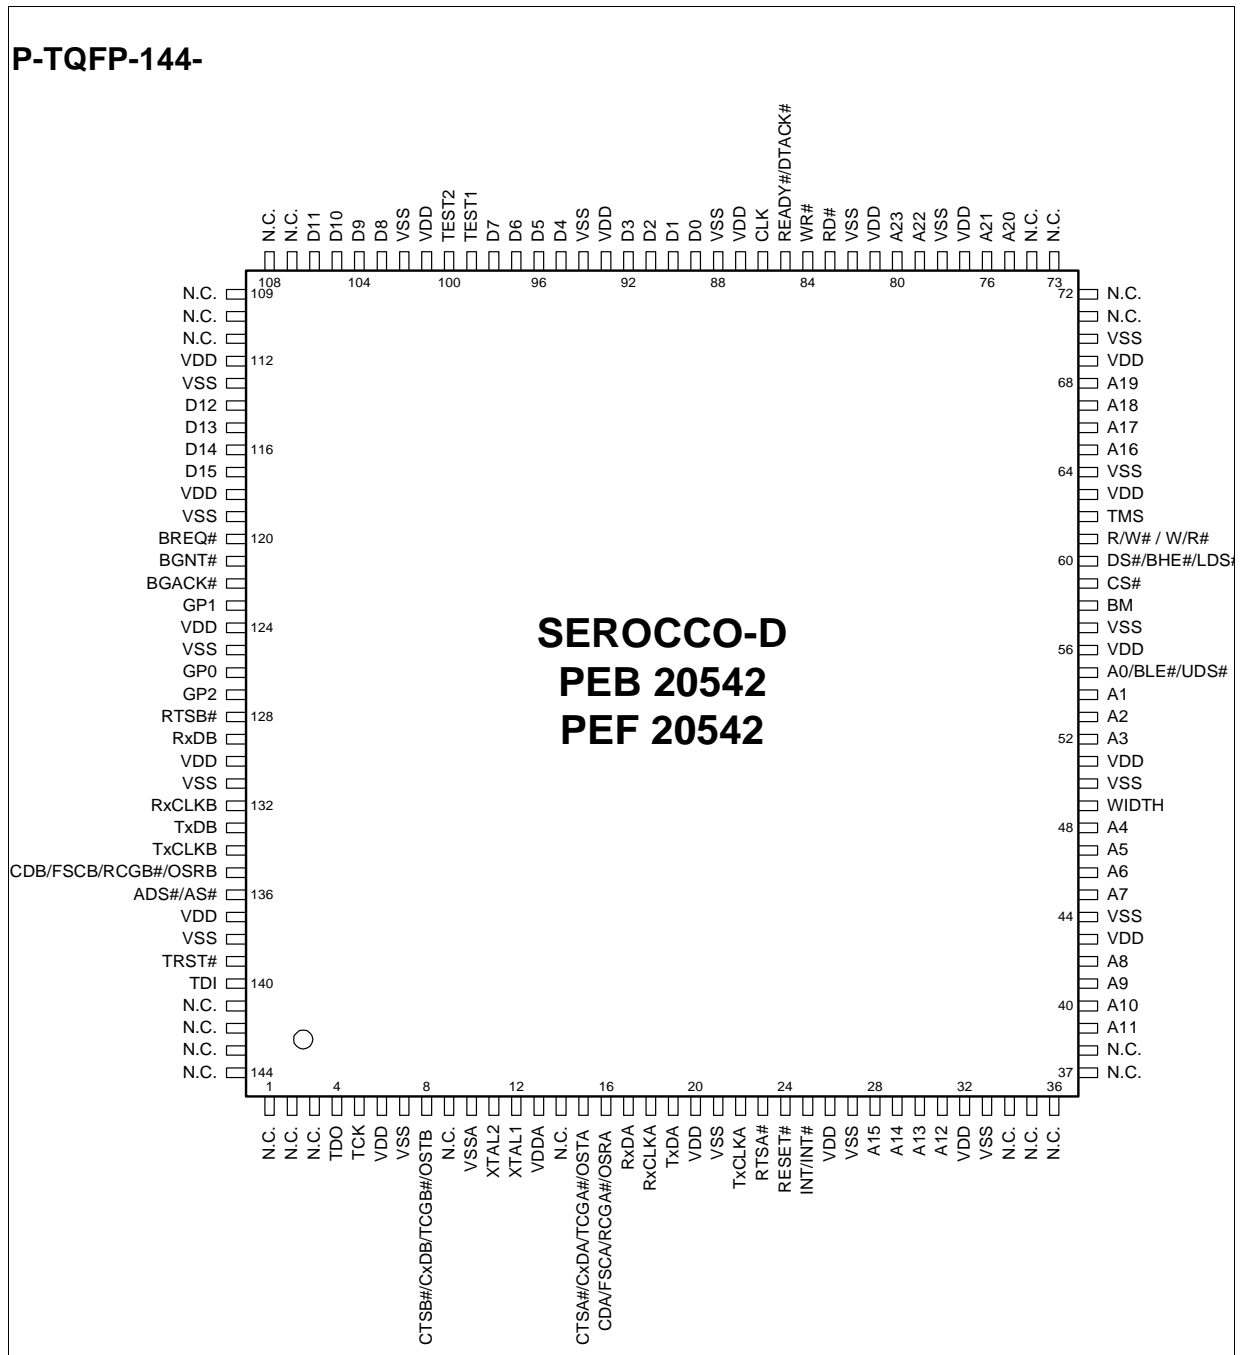 P-TQFP-144-
N.C.
N.C.
D11
D10
D9
D8
VSS
VDD
TEST2
TEST1
D7
D6
D5
D4
VSS
VDD
D3
D2
D1
D0
VSS
VDD
CLK
READY#/DTACK#
WR#
RD#
VSS
VDD
A23
A22
VSS
VDD
A21
A20
N.C.
N.C.
108 104 100 96 92 88 84 80 76 73
N.C. 109
N.C.
N.C.
VDD 112
VSS
D12
D13
D14 116
D15
VDD
VSS
BREQ# 120
BGNT#
BGACK#
GP1
VDD 124
VSS
GP0
GP2
RTSB# 128
RxDB
VDD
VSS
RxCLKB 132
TxDB
TxCLKB
CDB/FSCB/RCGB#/OSRB
ADS#/AS# 136
VDD
VSS
TRST#
TDI 140
N.C.
N.C.
N.C.
N.C. 144
SEROCCO-D
PEB 20542
PEF 20542
72 N.C.
N.C.
VSS
VDD
68 A19
A18
A17
A16
64 VSS
VDD
TMS
R/W# / W/R#
60 DS#/BHE#/LDS#
CS#
BM
VSS
56 VDD
A0/BLE#/UDS#
A1
A2
52 A3
VDD
VSS
WIDTH
48 A4
A5
A6
A7
44 VSS
VDD
A8
A9
40 A10
A11
N.C.
37 N.C.
1 4 8 12 16 20 24 28 32 36
N.C.
N.C.
N.C.
TDO
TCK
VDD
VSS
CTSB#/CxDB/TCGB#/OSTB
N.C.
VSSA
XTAL2
XTAL1
VDDA
N.C.
CTSA#/CxDA/TCGA#/OSTA
CDA/FSCA/RCGA#/OSRA
RxDA
RxCLKA
TxDA
VDD
VSS
TxCLKA
RTSA#
RESET#
INT/INT#
VDD
VSS
A15
A14
A13
A12
VDD
VSS
N.C.
N.C.
N.C.